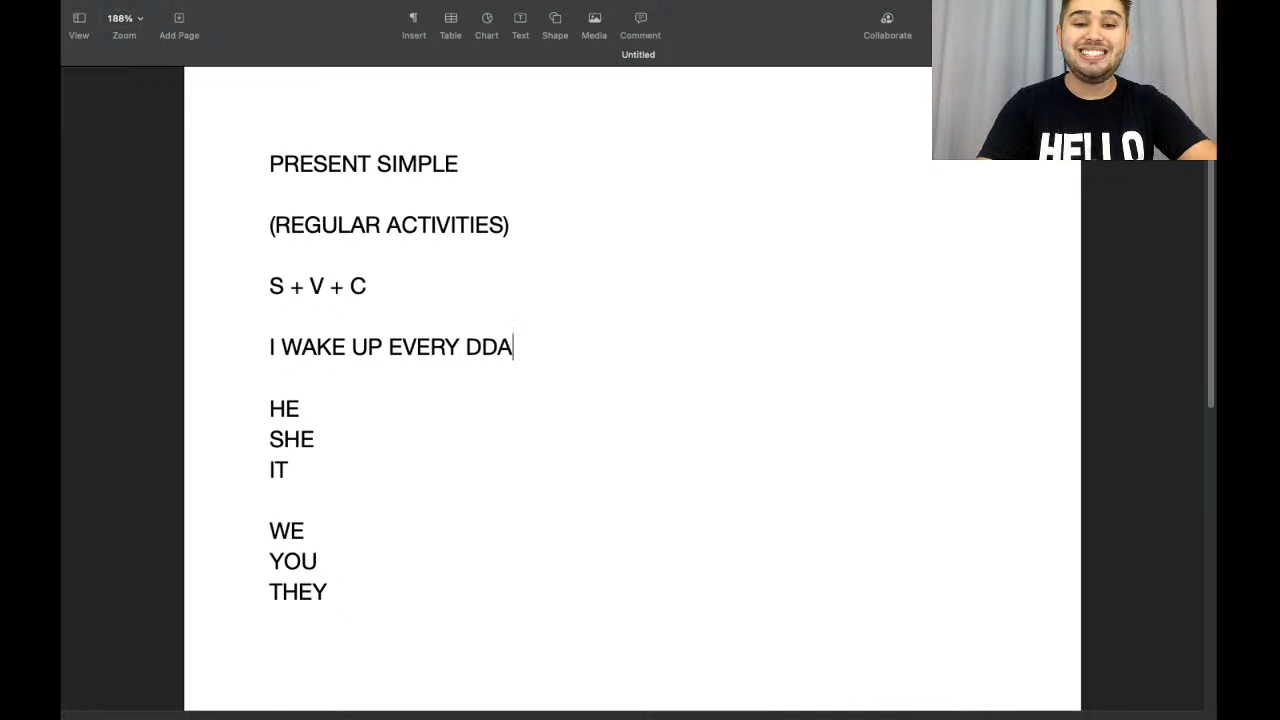 188%
View
Zoom
Add Page
Insert
Table
Chart
Text
Shape
Media
Comment
Collaborate
Untitled
HELLO
PRESENT SIMPLE
(REGULAR ACTIVITIES)
S + V + C
I WAKE UP EVERY DDA
HE
SHE
IT
WE
YOU
THEY